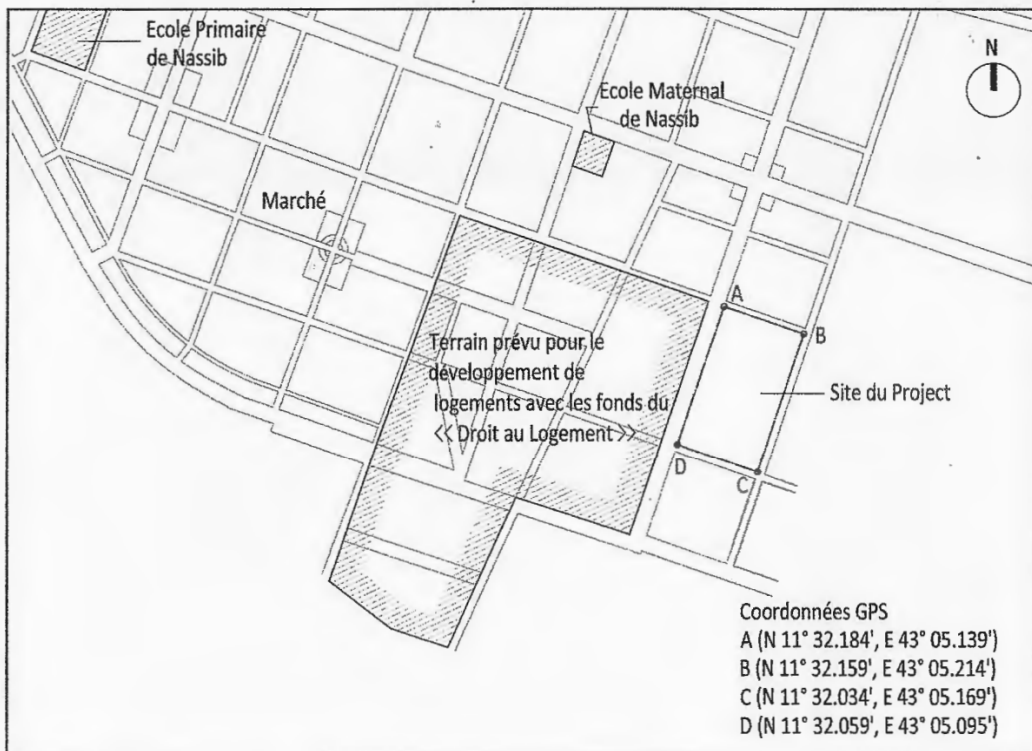 Ecole Primaire
de Nassib
N
Ecole Maternal
de Nassib
Marché
A
B
Terrain prévu pour le
développement de
logements avec les fonds du
<< Droit au Logement >>
Site du Project
D
C
Coordonnées GPS
A (N 11° 32.184', E 43° 05.139')
B (N 11° 32.159', E 43° 05.214')
C (N 11° 32.034', E 43° 05.169')
D (N 11° 32.059', E 43° 05.095')